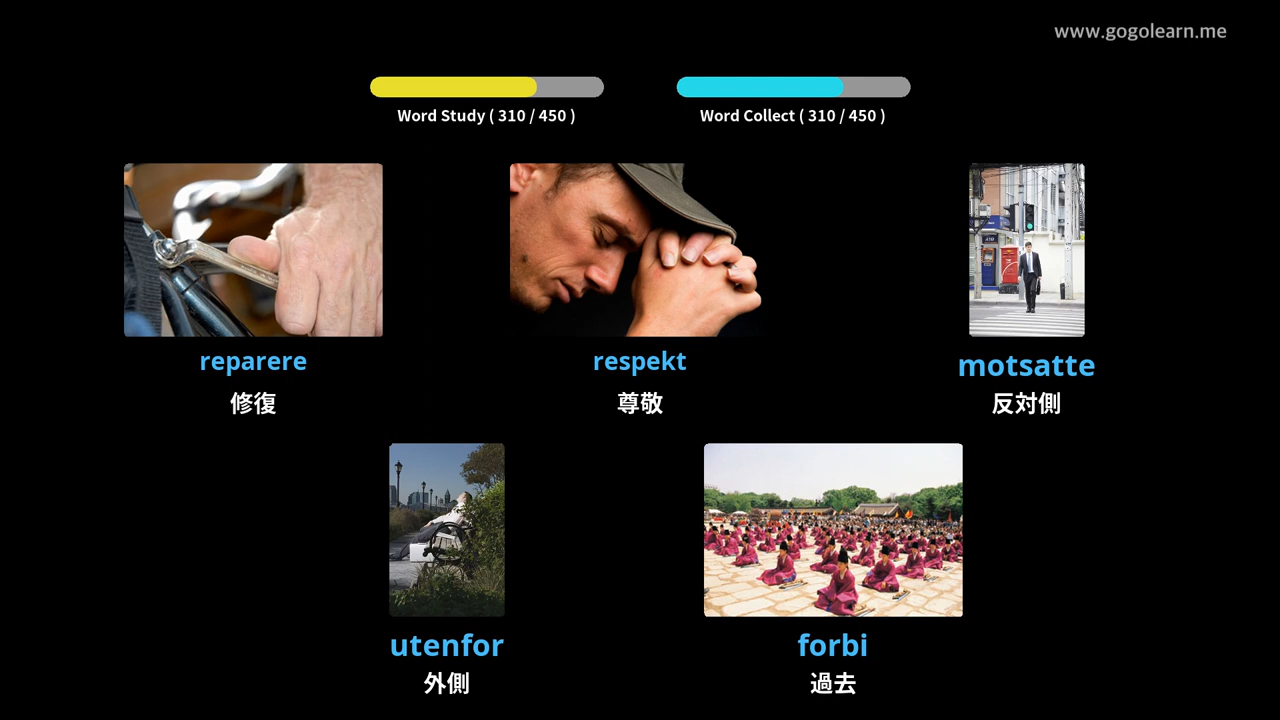 www.gogolearn.me
Word Study ( 310 / 450 )
Word Collect ( 310 / 450 )
reparere
修復
respekt
尊敬
motsatte
反対側
utenfor
外側
forbi
過去